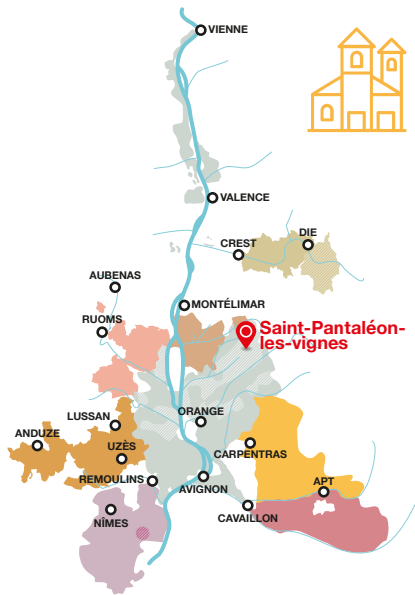 VIENNE
VALENCE
DIE
CREST
AUBENAS
MONTÉLIMAR
RUOMS
Saint-Pantaléon-
les-vignes
LUSSAN
ORANGE
ANDUZE
UZÈS
CARPENTRAS
REMOULINS
AVIGNON
APT
NÎMES
CAVAILLON